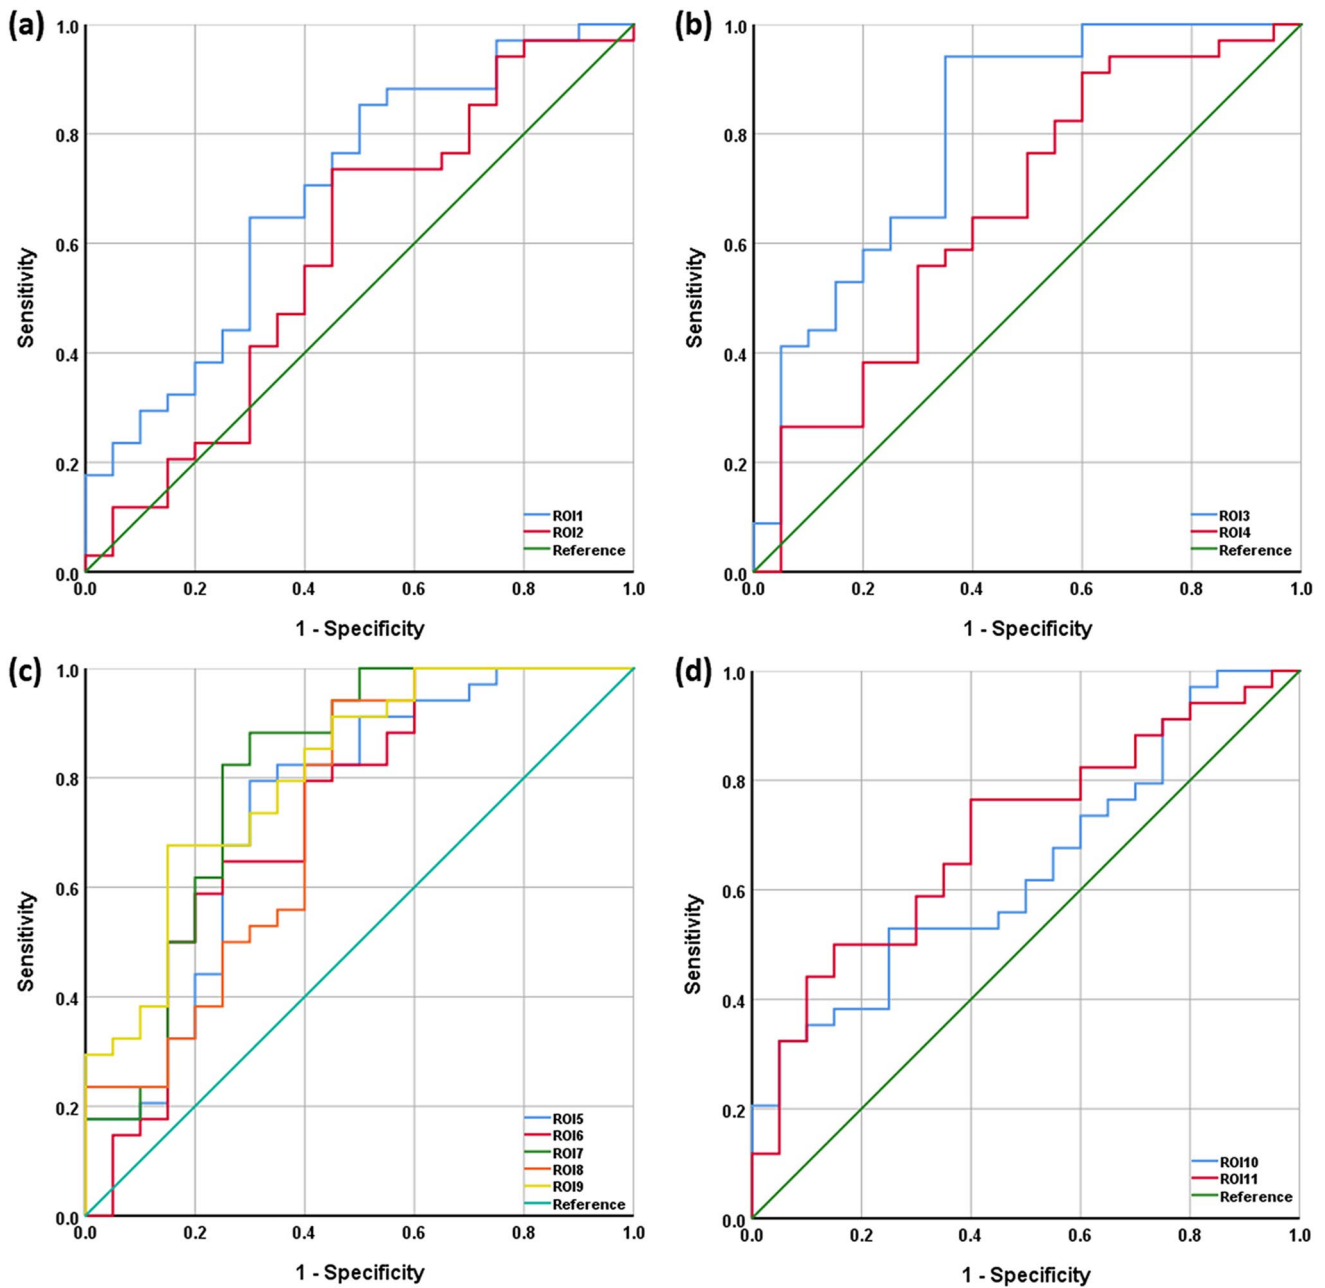 (a)
1.0
0.8
0.6
0.4
0.2
0.0
Sensitivity
ROI1
ROI2
Reference
0.0 0.2 0.4 0.6 0.8 1.0
1 - Specificity
(b)
1.0
0.8
0.6
0.4
0.2
0.0
Sensitivity
ROI3
ROI4
Reference
0.0 0.2 0.4 0.6 0.8 1.0
1 - Specificity
(c)
1.0
0.8
0.6
0.4
0.2
0.0
Sensitivity
ROI5
ROI6
ROI7
ROI8
ROI9
Reference
0.0 0.2 0.4 0.6 0.8 1.0
1 - Specificity
(d)
1.0
0.8
0.6
0.4
0.2
0.0
Sensitivity
ROI10
ROI11
Reference
0.0 0.2 0.4 0.6 0.8 1.0
1 - Specificity